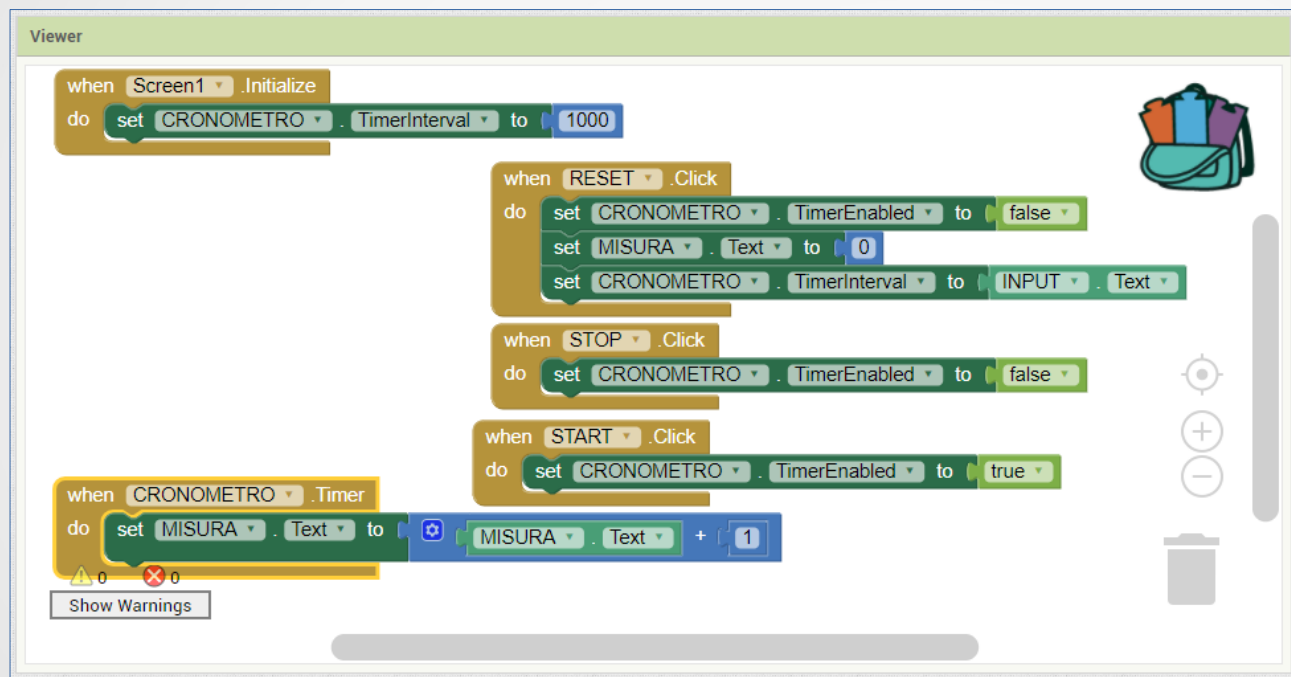 Viewer
when Screen1 .Initialize
do set CRONOMETRO . TimerInterval to 1000
when RESET .Click
do set CRONOMETRO . TimerEnabled to false
set MISURA . Text to 0
set CRONOMETRO . TimerInterval to INPUT . Text
when STOP .Click
do set CRONOMETRO . TimerEnabled to false
when START .Click
do set CRONOMETRO . TimerEnabled to true
when CRONOMETRO .Timer
do set MISURA . Text to MISURA . Text + 1
0 0
Show Warnings